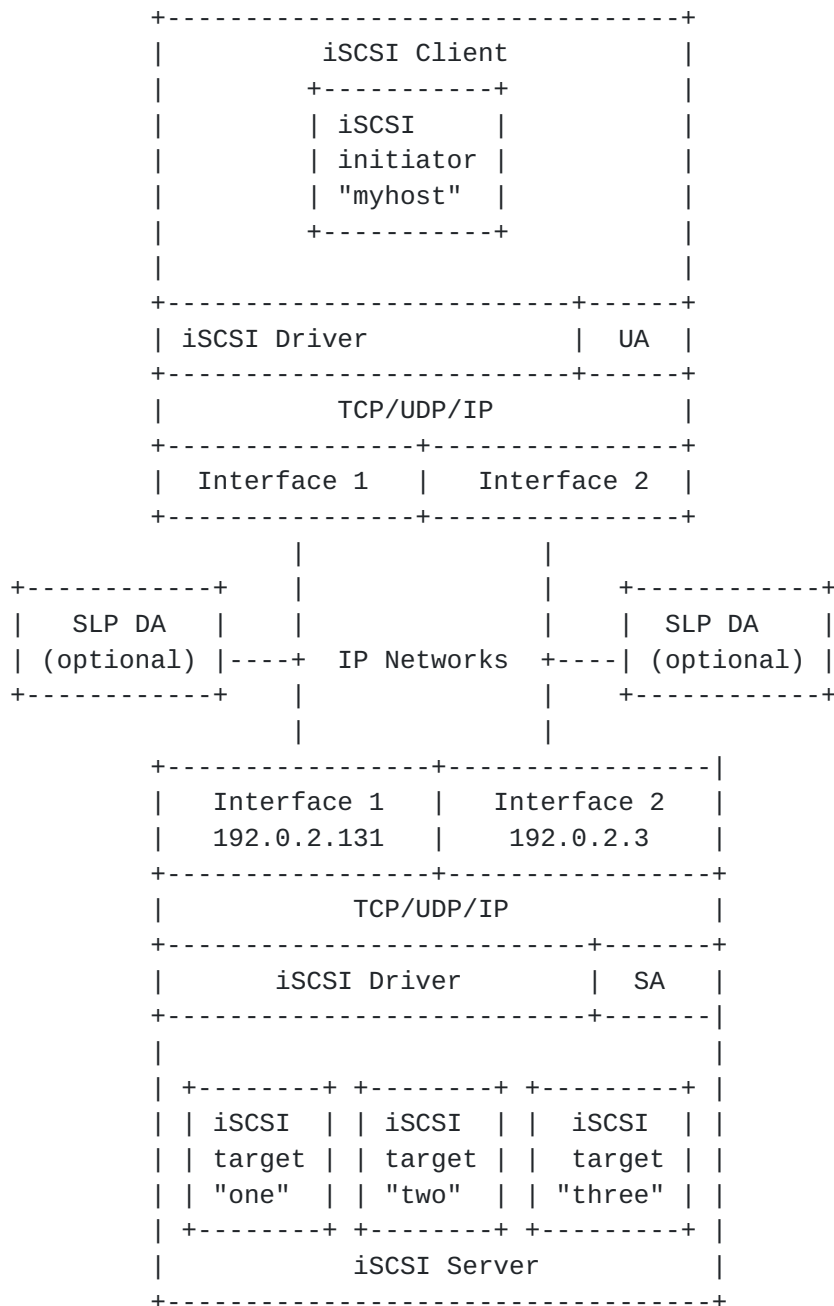 iSCSI Client
iSCSI
initiator
"myhost"
iSCSI Driver UA
TCP/UDP/IP
Interface 1 Interface 2
SLP DA SLP DA
(optional) IP Networks (optional)
Interface 1 Interface 2
192.0.2.131 192.0.2.3
TCP/UDP/IP
iSCSI Driver SA
iSCSI iSCSI iSCSI
target target target
"one" "two" "three"
iSCSI Server